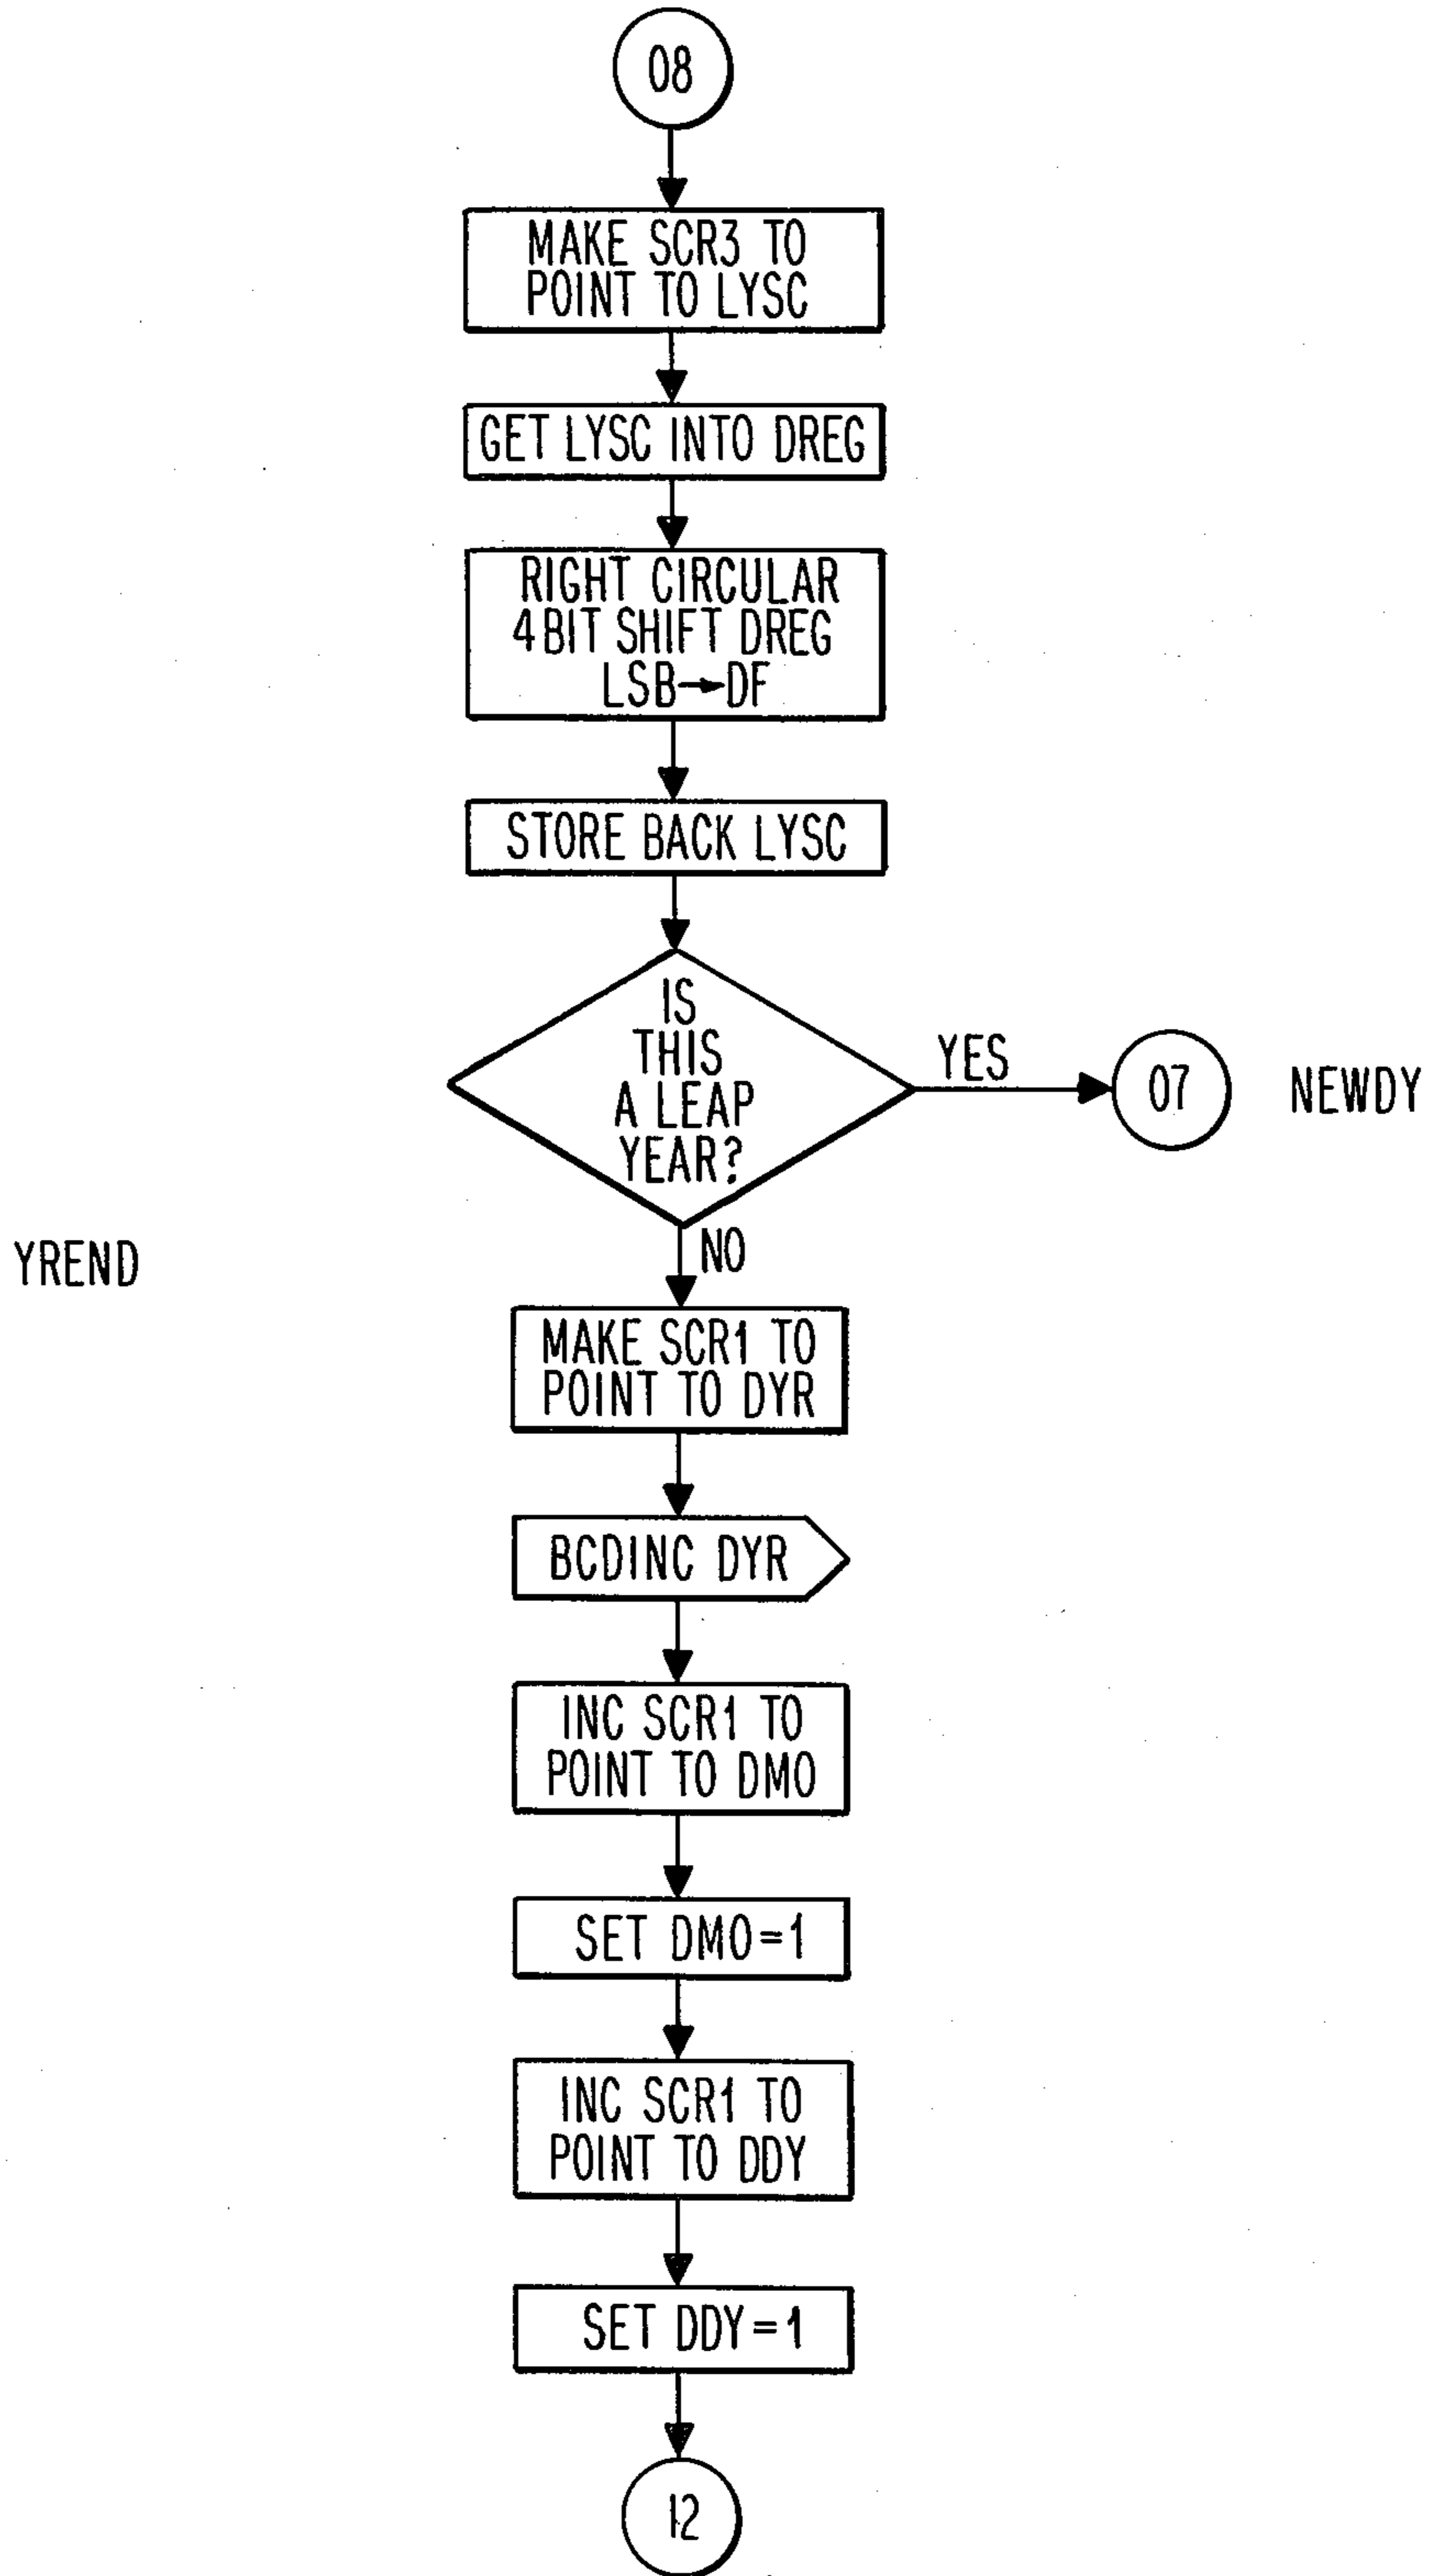 08
MAKE SCR3 TO
POINT TO LYSC
GET LYSC INTO DREG
RIGHT CIRCULAR
4 BIT SHIFT DREG
LSB→DF
STORE BACK LYSC
IS
THIS
A LEAP
YEAR?
YES
07
NEWDY
NO
YREND
MAKE SCR1 TO
POINT TO DYR
BCDINC DYR
INC SCR1 TO
POINT TO DMO
SET DMO=1
INC SCR1 TO
POINT TO DDY
SET DDY=1
12